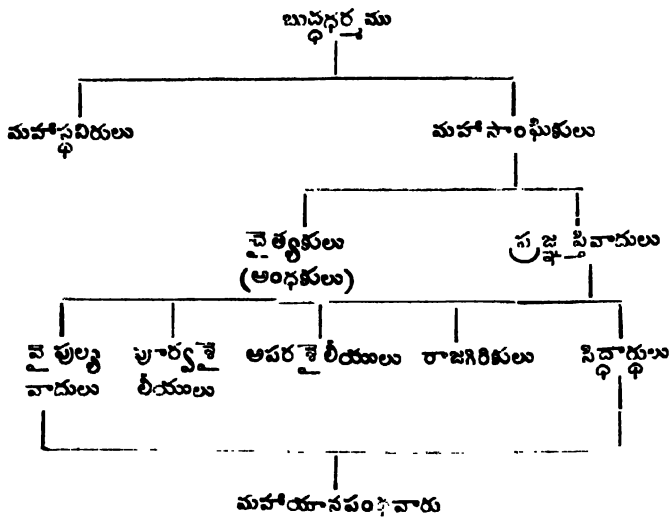 బుద్ధధర్మము
మహాస్థవిరులు మహాసాంఘికులు
చైత్యకులు ప్రజ్ఞప్తివాదులు
(అంధకులు)
వైపుల్య పూర్వశై అపరశైలీయులు రాజగిరికులు సిద్ధార్థులు
వాదులు లీయులు
మహాయానపంథవారు